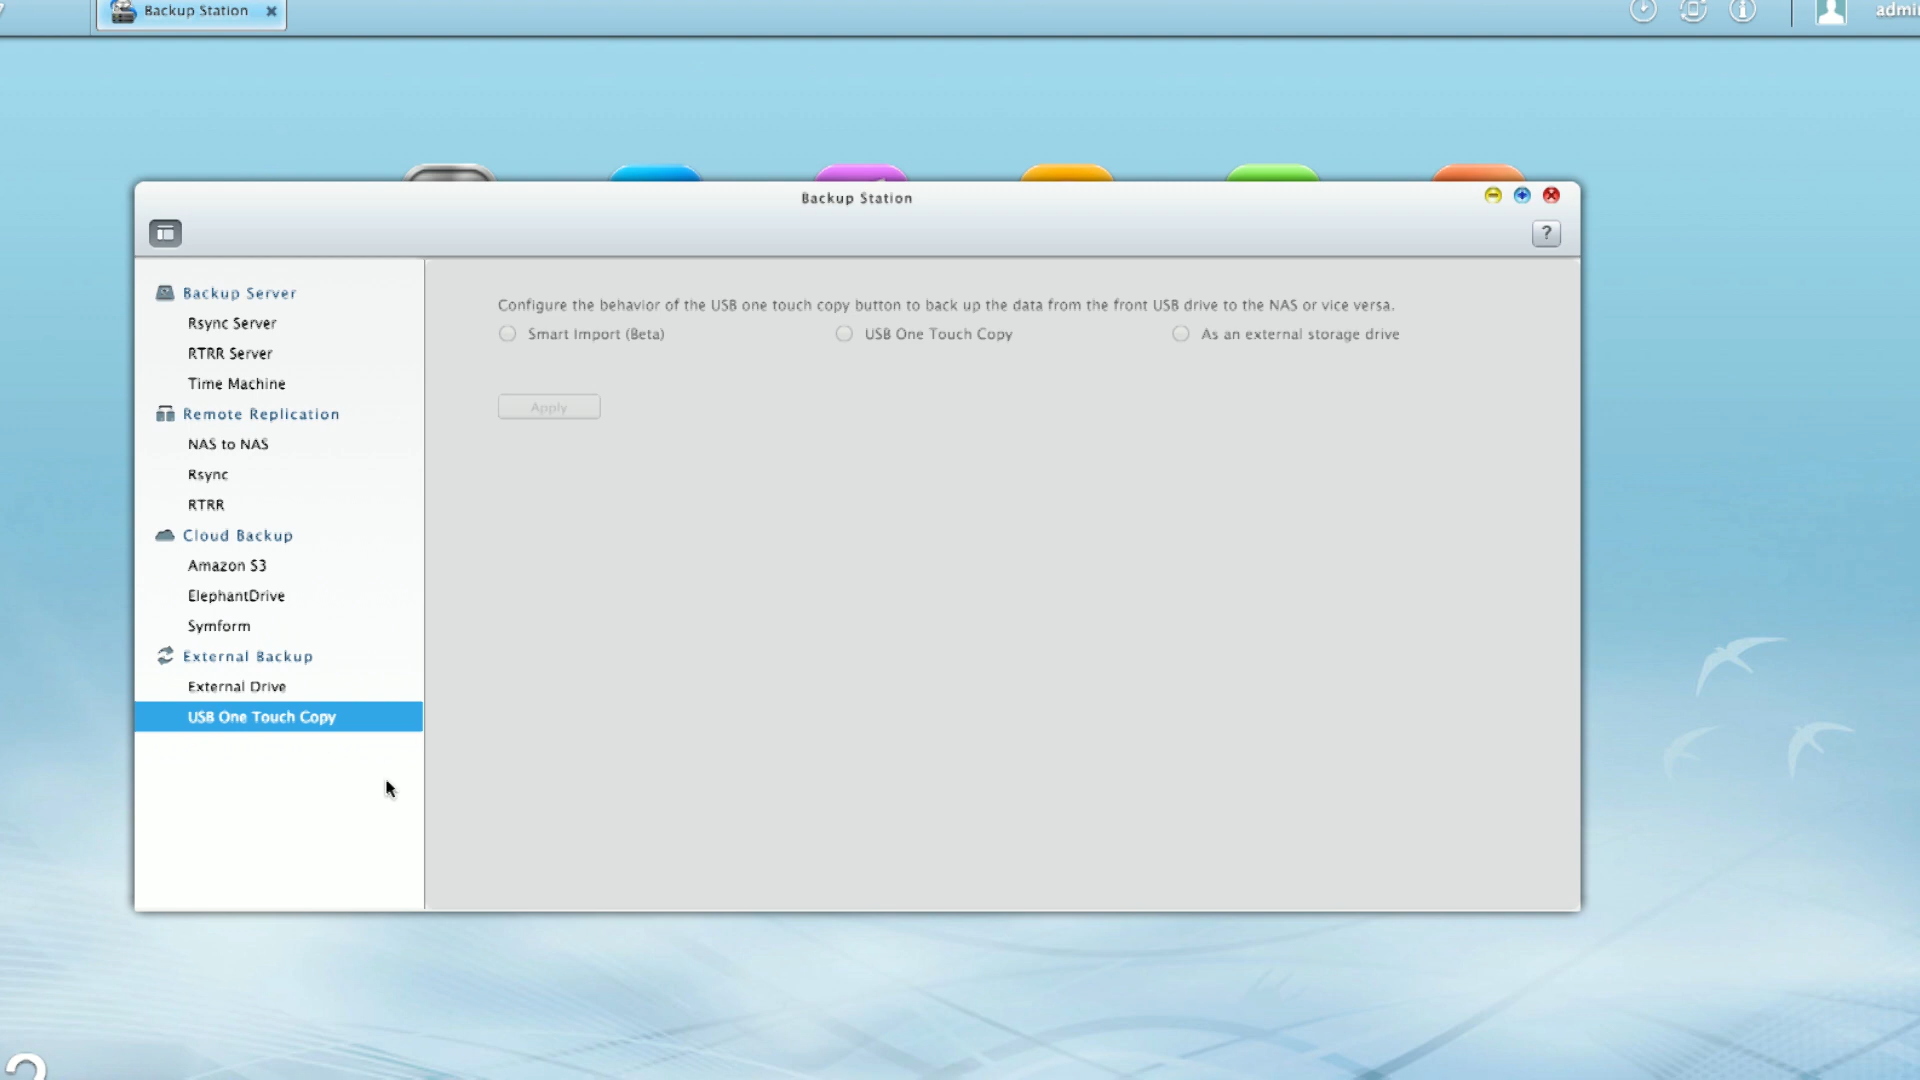 Backup Station
admi
Backup Station
?
Backup Server
Rsync Server
RTRR Server
Time Machine
Remote Replication
NAS to NAS
Rsync
RTRR
Cloud Backup
Amazon S3
ElephantDrive
Symform
External Backup
External Drive
USB One Touch Copy
Configure the behavior of the USB one touch copy button to back up the data from the front USB drive to the NAS or vice versa.
Smart Import (Beta)
USB One Touch Copy
As an external storage drive
Apply